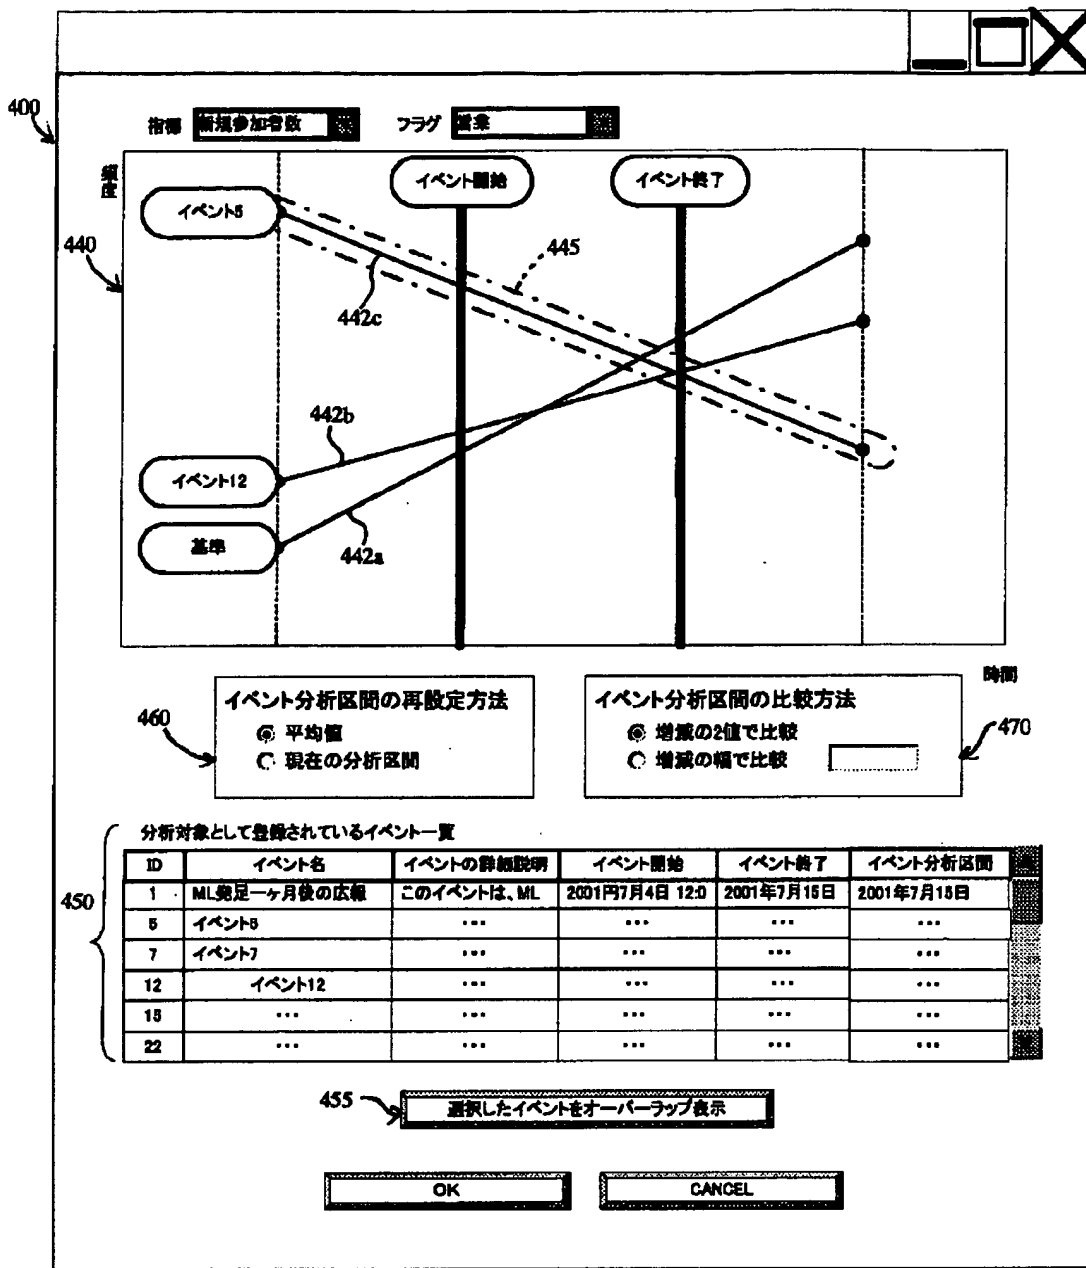 400
指標 新規参加者数 フラグ 営業
頻度
イベント開始 イベント終了
イベント5
440
445
442c
442b
イベント12
基準
442a
時間
イベント分析区間の再設定方法
平均値
現在の分析区間
460
イベント分析区間の比較方法
増減の2値で比較
増減の幅で比較
470
分析対象として登録されているイベント一覧
450
ID イベント名 イベントの詳細説明 イベント開始 イベント終了 イベント分析区間
1 ML発足一ヶ月後の広報 このイベントは、ML 2001円7月4日 12:0 2001年7月15日 2001年7月15日
5 イベント5 ・・・ ・・・ ・・・ ・・・
7 イベント7 ・・・ ・・・ ・・・ ・・・
12 イベント12 ・・・ ・・・ ・・・ ・・・
15 ・・・ ・・・ ・・・ ・・・ ・・・
22 ・・・ ・・・ ・・・ ・・・ ・・・
455
選択したイベントをオーバーラップ表示
OK CANCEL